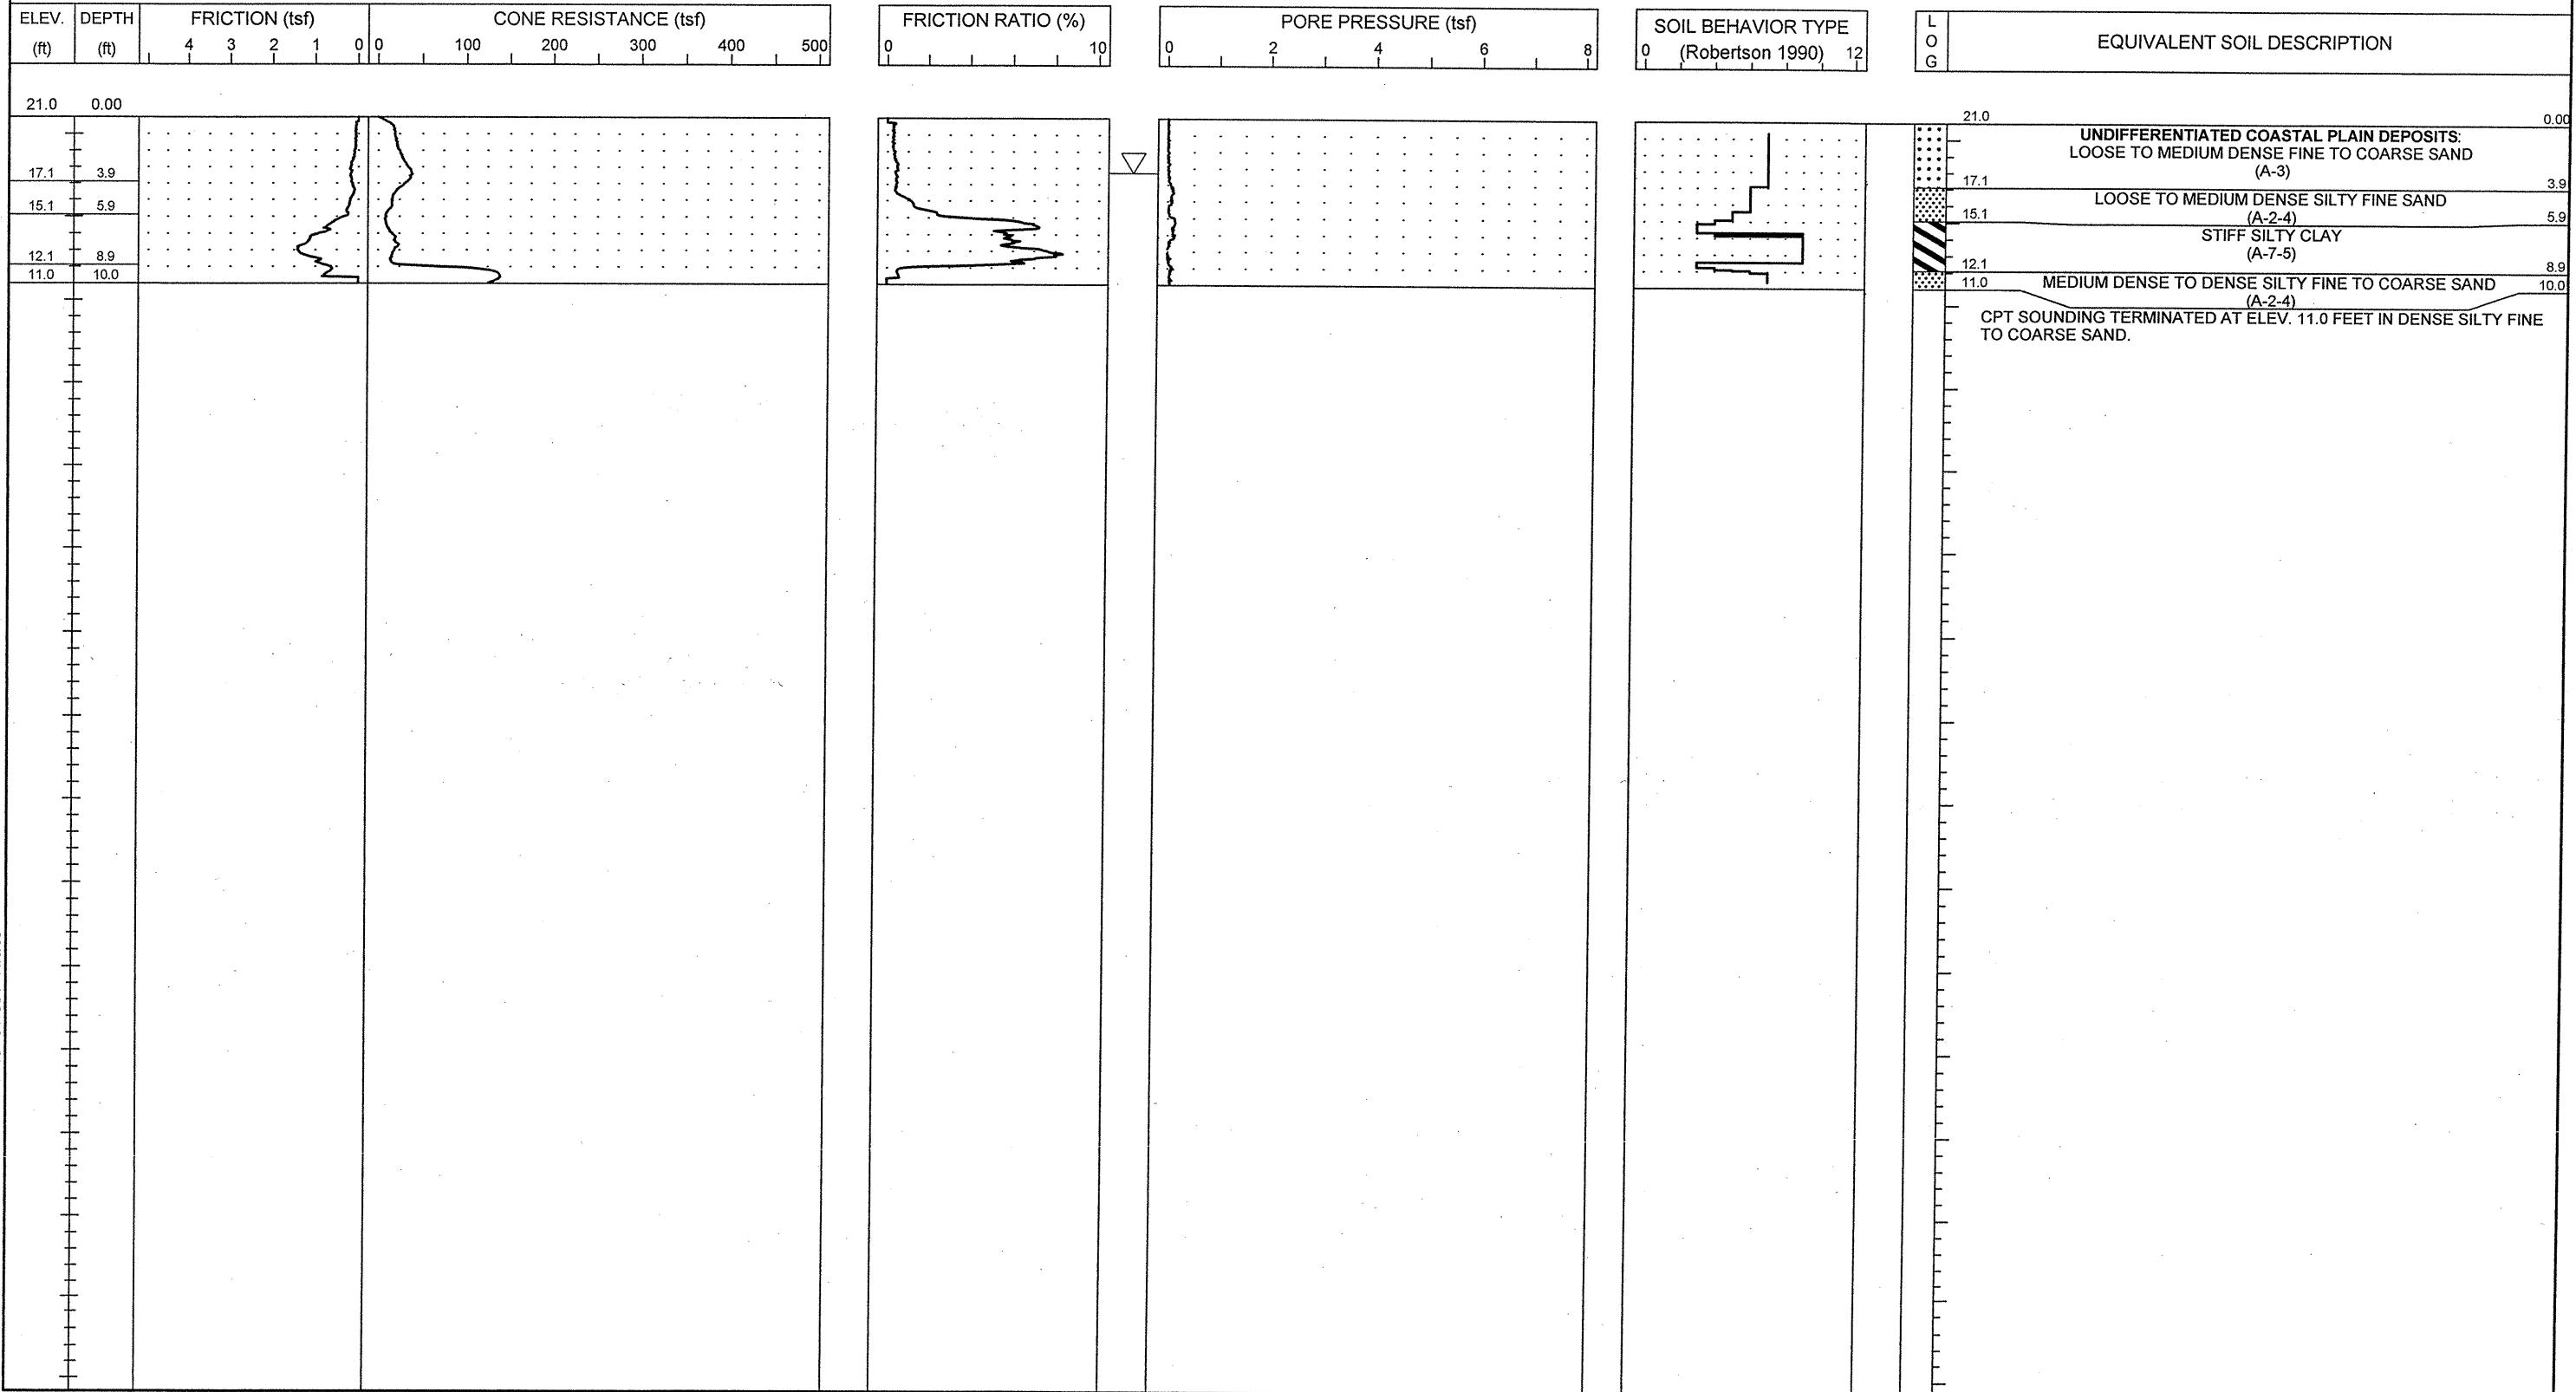 ELEV. DEPTH FRICTION (tsf) CONE RESISTANCE (tsf) FRICTION RATIO (%) PORE PRESSURE (tsf) SOIL BEHAVIOR TYPE L
(ft) (ft) 4 3 2 1 0 0 100 200 300 400 500 0 10 0 2 4 6 8 0 (Robertson 1990) 12 O EQUIVALENT SOIL DESCRIPTION
G
21.0 0.00
21.0 0.00
UNDIFFERENTIATED COASTAL PLAIN DEPOSITS:
LOOSE TO MEDIUM DENSE FINE TO COARSE SAND
(A-3)
17.1 3.9 17.1 3.9
LOOSE TO MEDIUM DENSE SILTY FINE SAND
15.1 5.9 15.1 (A-2-4) 5.9
STIFF SILTY CLAY
(A-7-5)
12.1 8.9 12.1 8.9
11.0 10.0 11.0 MEDIUM DENSE TO DENSE SILTY FINE TO COARSE SAND 10.0
(A-2-4)
CPT SOUNDING TERMINATED AT ELEV. 11.0 FEET IN DENSE SILTY FINE
TO COARSE SAND.